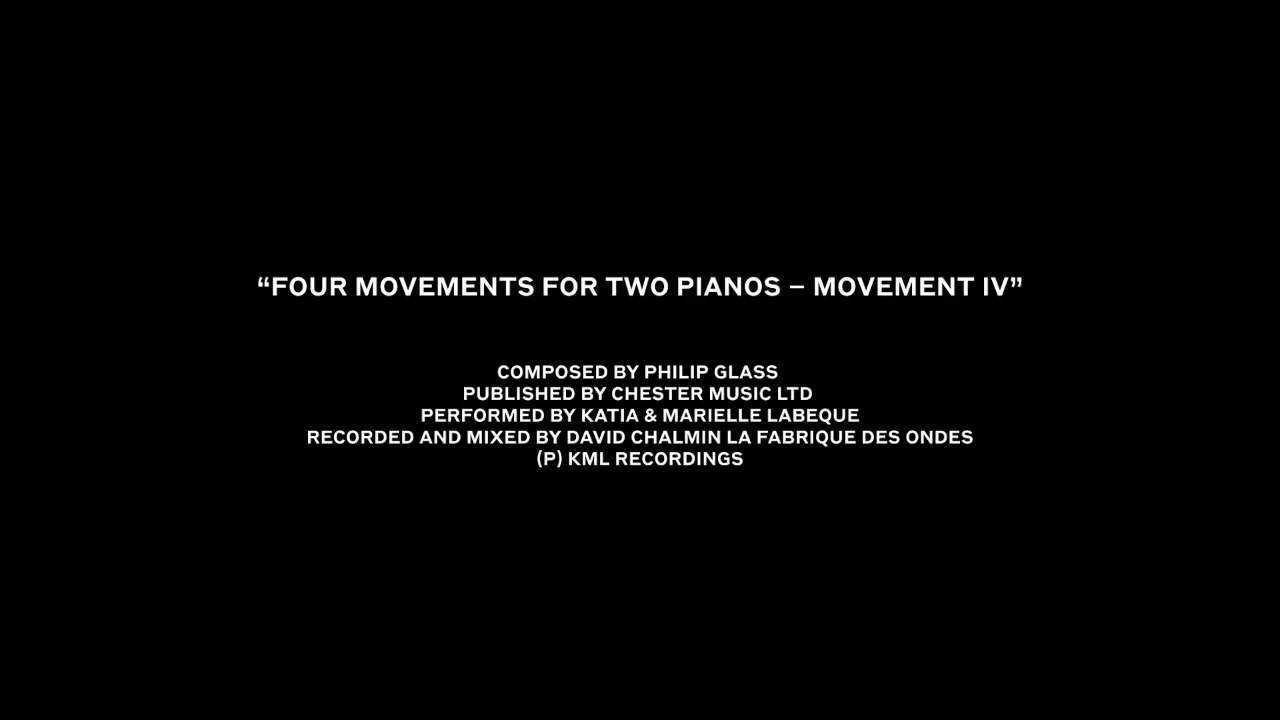 “FOUR MOVEMENTS FOR TWO PIANOS – MOVEMENT IV”
COMPOSED BY PHILIP GLASS
PUBLISHED BY CHESTER MUSIC LTD
PERFORMED BY KATIA & MARIELLE LABEQUE
RECORDED AND MIXED BY DAVID CHALMIN LA FABRIQUE DES ONDES
(P) KML RECORDINGS